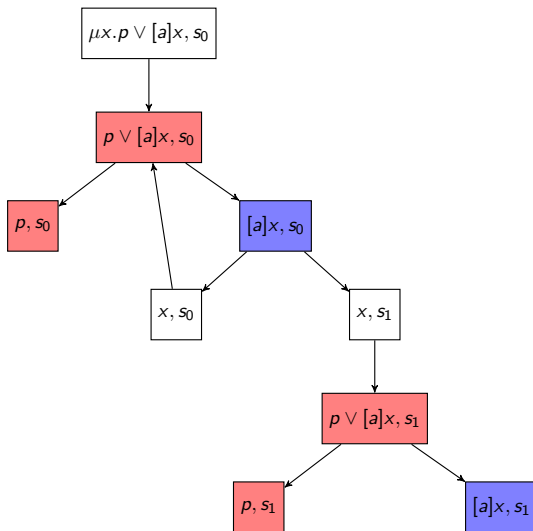 μx.p ∨ [a]x, s₀
p ∨ [a]x, s₀
p, s₀
[a]x, s₀
x, s₀
x, s₁
p ∨ [a]x, s₁
p, s₁
[a]x, s₁